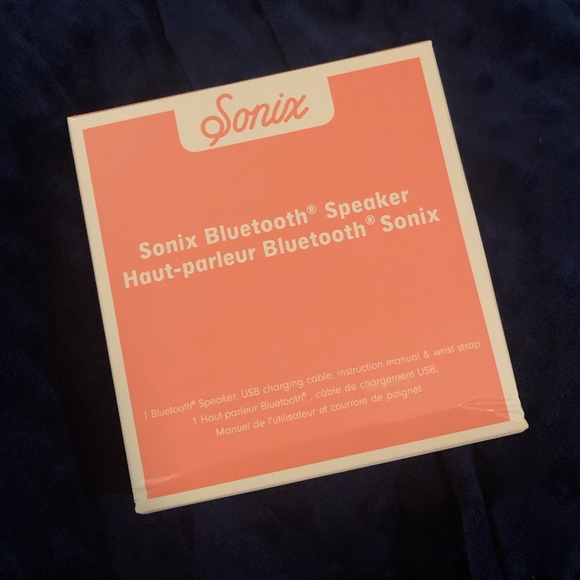 Sonix
Sonix Bluetooth® Speaker
Haut-parleur Bluetooth® Sonix
1 Bluetooth® Speaker, USB charging cable, instruction manual & wrist strap
1 Haut-parleur Bluetooth®, câble de chargement USB,
Manuel de l'utilisateur et courroie de poignet